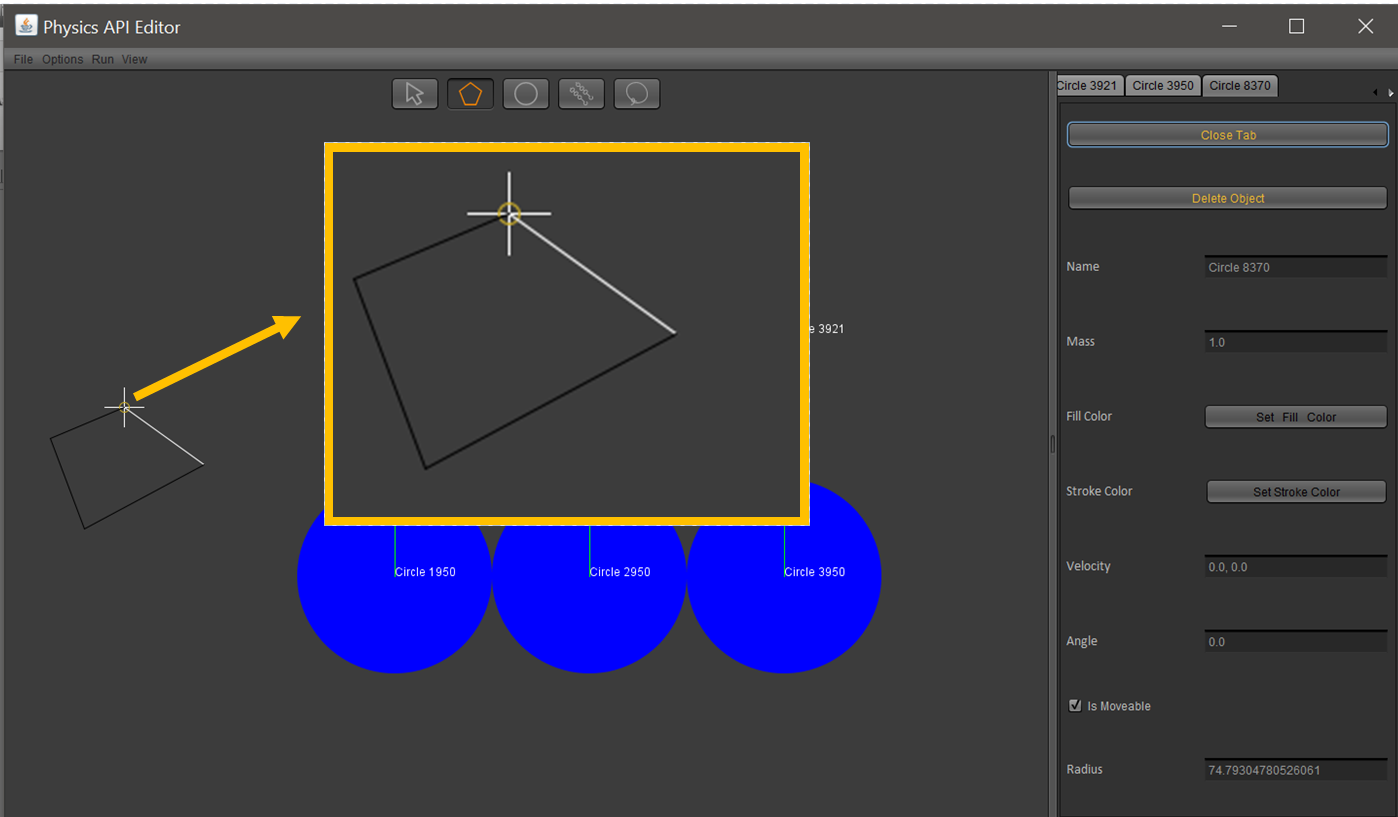 Physics API Editor
File Options Run View
Circle 3921 Circle 3950 Circle 8370
Close Tab
Delete Object
Name Circle 8370
3921
Mass 1.0
Fill Color Set Fill Color
Stroke Color Set Stroke Color
Circle 1950 Circle 2950 Circle 3950
Velocity 0.0, 0.0
Angle 0.0
Is Moveable
Radius 74.79304780526061